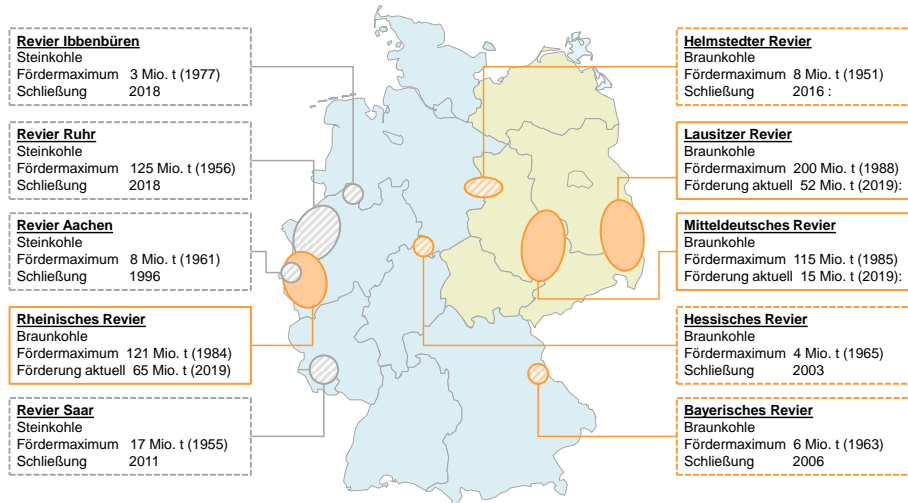 Revier Ibbenbüren
Steinkohle
Fördermaximum 3 Mio. t (1977)
Schließung 2018
Revier Ruhr
Steinkohle
Fördermaximum 125 Mio. t (1956)
Schließung 2018
Revier Aachen
Steinkohle
Fördermaximum 8 Mio. t (1961)
Schließung 1996
Rheinisches Revier
Braunkohle
Fördermaximum 121 Mio. t (1984)
Förderung aktuell 65 Mio. t (2019)
Revier Saar
Steinkohle
Fördermaximum 17 Mio. t (1955)
Schließung 2011
Helmstedter Revier
Braunkohle
Fördermaximum 8 Mio. t (1951)
Schließung 2016 :
Lausitzer Revier
Braunkohle
Fördermaximum 200 Mio. t (1988)
Förderung aktuell 52 Mio. t (2019):
Mitteldeutsches Revier
Braunkohle
Fördermaximum 115 Mio. t (1985)
Förderung aktuell 15 Mio. t (2019):
Hessisches Revier
Braunkohle
Fördermaximum 4 Mio. t (1965)
Schließung 2003
Bayerisches Revier
Braunkohle
Fördermaximum 6 Mio. t (1963)
Schließung 2006